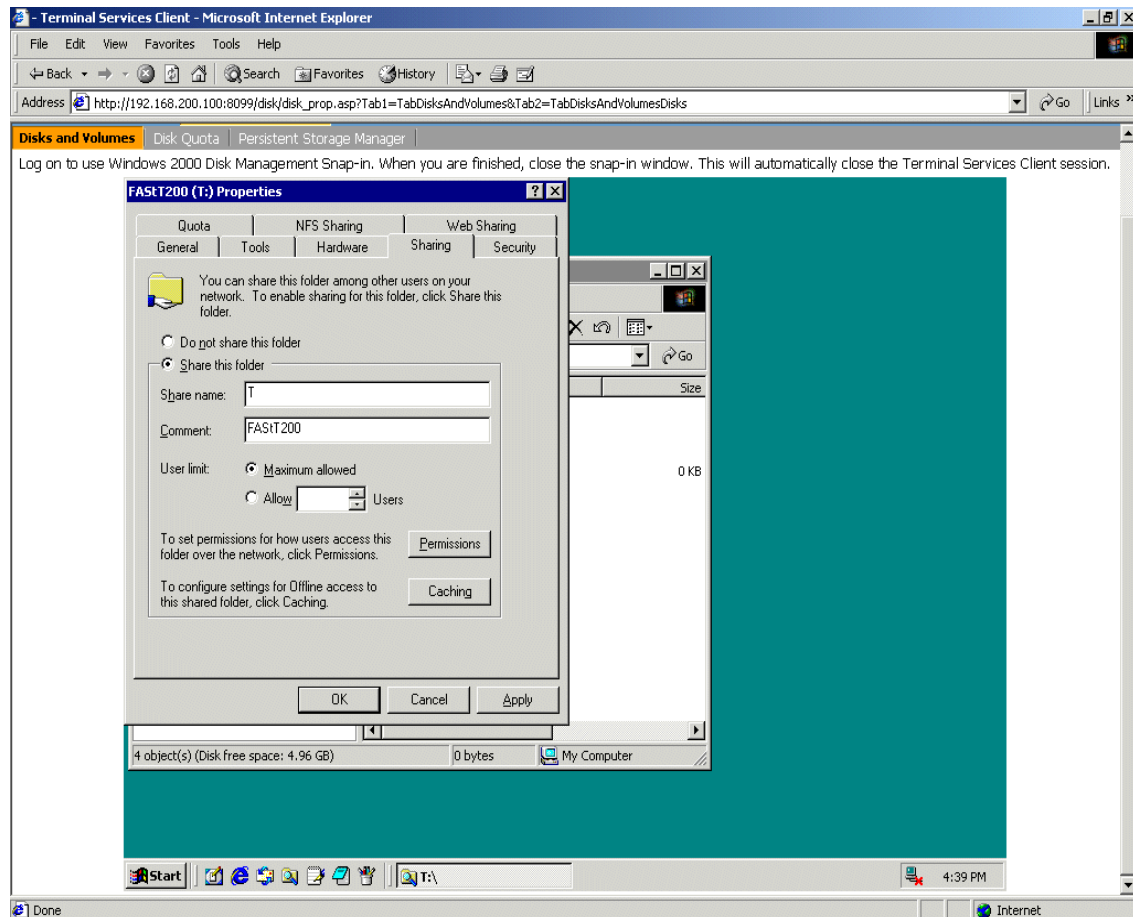 - Terminal Services Client - Microsoft Internet Explorer
File Edit View Favorites Tools Help
Back Search Favorites History
Address http://192.168.200.100:8099/disk/disk_prop.asp?Tab1=TabDisksAndVolumes&Tab2=TabDisksAndVolumesDisks Go Links »
Disks and Volumes | Disk Quota | Persistent Storage Manager |
Log on to use Windows 2000 Disk Management Snap-in. When you are finished, close the snap-in window. This will automatically close the Terminal Services Client session.
FAStT200 (T:) Properties
Quota NFS Sharing Web Sharing
General Tools Hardware Sharing Security
You can share this folder among other users on your
network. To enable sharing for this folder, click Share this
folder.
Do not share this folder
Share this folder
Share name: T
Comment: FAStT200
User limit: Maximum allowed
Allow Users
To set permissions for how users access this
folder over the network, click Permissions.
Permissions
To configure settings for Offline access to
this shared folder, click Caching.
Caching
OK Cancel Apply
Go
Size
0 KB
4 object(s) (Disk free space: 4.96 GB) 0 bytes My Computer
Start T:\ 4:39 PM
Done Internet